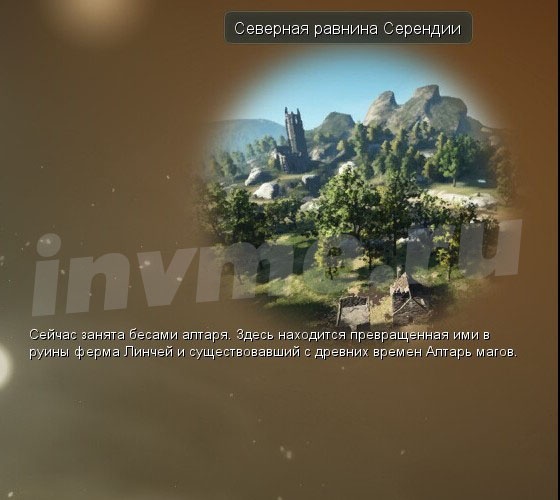 Северная равнина Серендии
invme.ru
Сейчас занята бесами алтаря. Здесь находится превращенная ими в
руины ферма Линчей и существовавший с древних времен Алтарь магов.